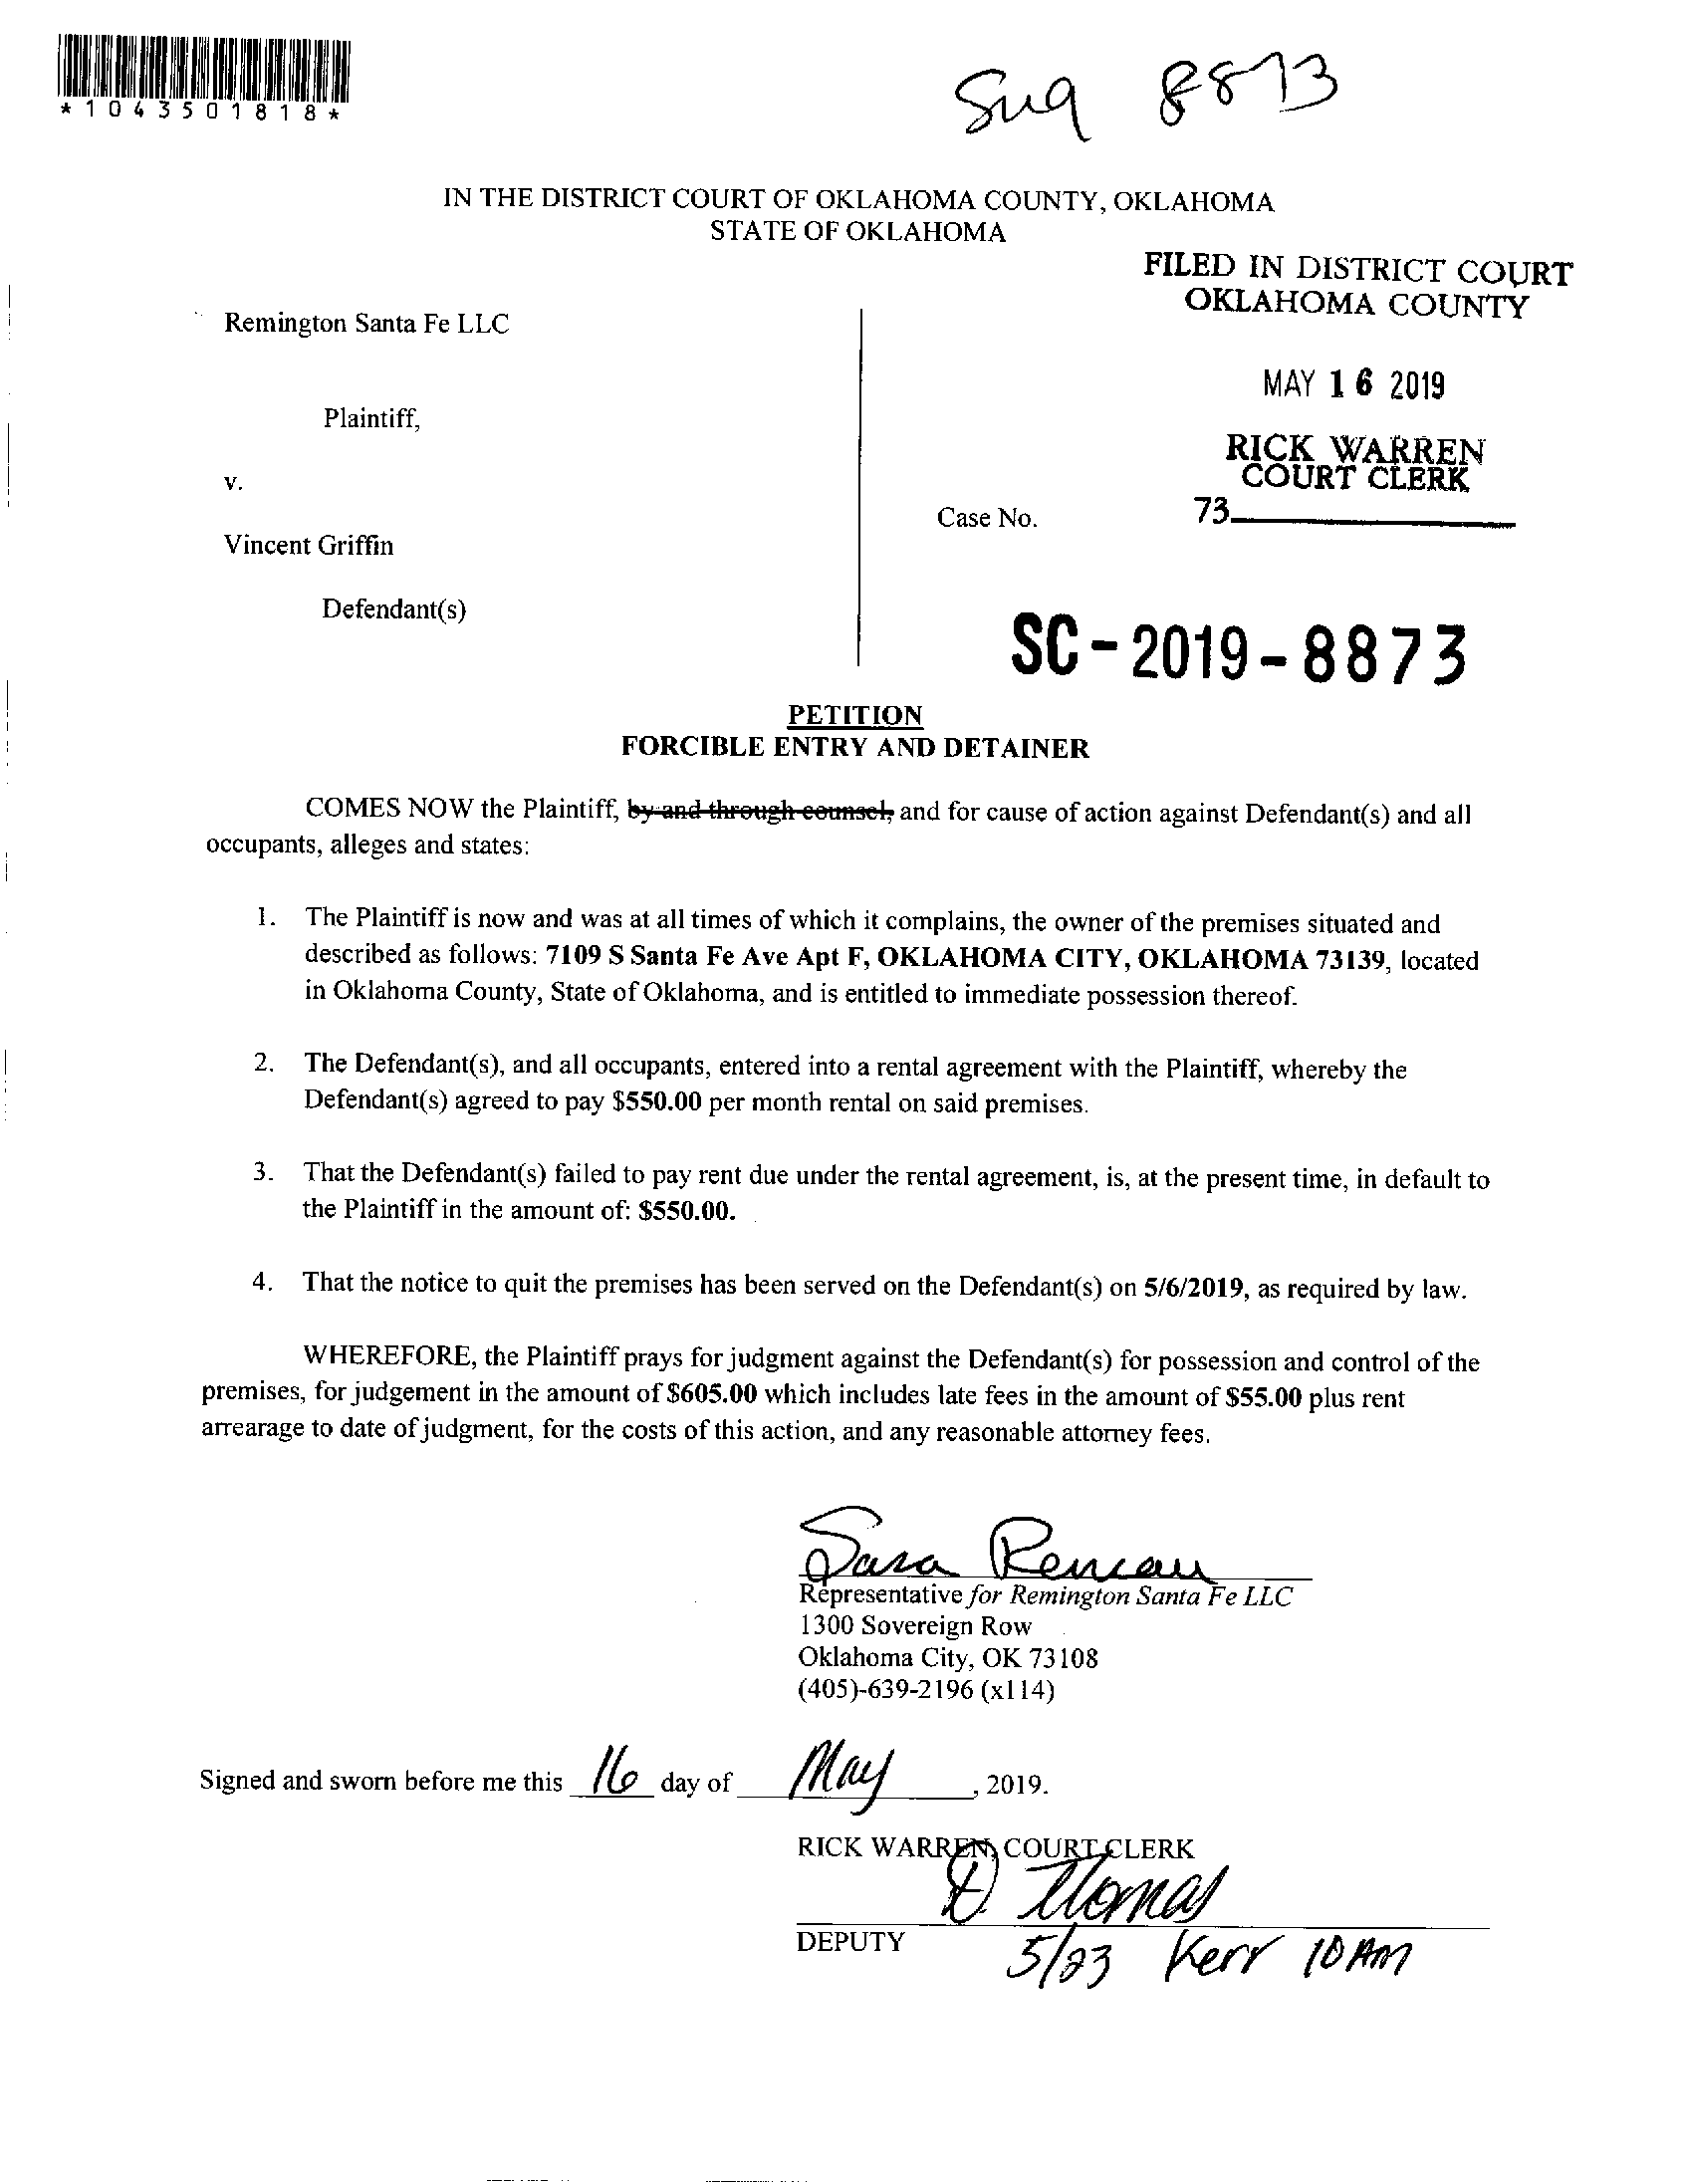 *1043501818*
8873
IN THE DISTRICT COURT OF OKLAHOMA COUNTY, OKLAHOMA
STATE OF OKLAHOMA
FILED IN DISTRICT COURT
OKLAHOMA COUNTY
Remington Santa Fe LLC
MAY 16 2019
Plaintiff,
RICK WARREN
COURT CLERK
v.
Case No.
73
Vincent Griffin
Defendant(s)
SC-2019-8873
PETITION
FORCIBLE ENTRY AND DETAINER
COMES NOW the Plaintiff, by and through counsel, and for cause of action against Defendant(s) and all
occupants, alleges and states:
1. The Plaintiff is now and was at all times of which it complains, the owner of the premises situated and
described as follows: 7109 S Santa Fe Ave Apt F, OKLAHOMA CITY, OKLAHOMA 73139, located
in Oklahoma County, State of Oklahoma, and is entitled to immediate possession thereof.
2. The Defendant(s), and all occupants, entered into a rental agreement with the Plaintiff, whereby the
Defendant(s) agreed to pay $550.00 per month rental on said premises.
3. That the Defendant(s) failed to pay rent due under the rental agreement, is, at the present time, in default to
the Plaintiff in the amount of: $550.00.
4. That the notice to quit the premises has been served on the Defendant(s) on 5/6/2019, as required by law.
WHEREFORE, the Plaintiff prays for judgment against the Defendant(s) for possession and control of the
premises, for judgement in the amount of $605.00 which includes late fees in the amount of $55.00 plus rent
arrearage to date of judgment, for the costs of this action, and any reasonable attorney fees.
Sara
Representative for Remington Santa Fe LLC
1300 Sovereign Row
Oklahoma City, OK 73108
(405)-639-2196 (x114)
Signed and sworn before me this 16 day of May, 2019.
RICK WARREN, COURT CLERK
D Thomas
DEPUTY
5/23 Kerr 10 AM